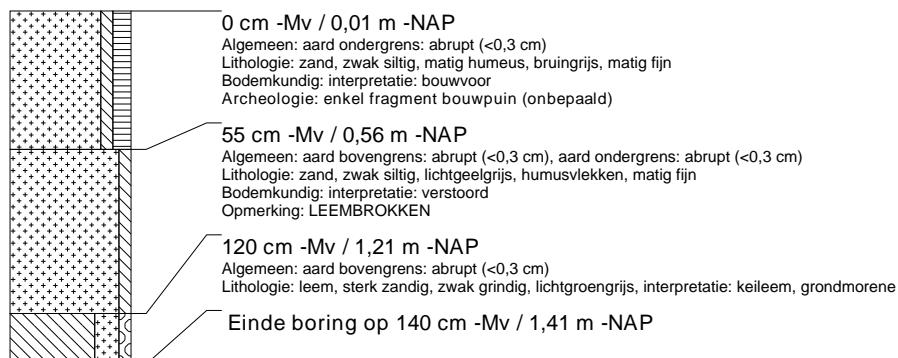 0 cm -Mv / 0,01 m -NAP
Algemeen: aard ondergrens: abrupt (<0,3 cm)
Lithologie: zand, zwak siltig, matig humeus, bruingrijs, matig fijn
Bodemkundig: interpretatie: bouwvoor
Archeologie: enkel fragment bouwpuin (onbepaald)
55 cm -Mv / 0,56 m -NAP
Algemeen: aard bovengrens: abrupt (<0,3 cm), aard ondergrens: abrupt (<0,3 cm)
Lithologie: zand, zwak siltig, lichtgeelgrijs, humusvlekken, matig fijn
Bodemkundig: interpretatie: verstoord
Opmerking: LEEMBROKKEN
120 cm -Mv / 1,21 m -NAP
Algemeen: aard bovengrens: abrupt (<0,3 cm)
Lithologie: leem, sterk zandig, zwak grindig, lichtgroengrijs, interpretatie: keileem, grondmorene
Einde boring op 140 cm -Mv / 1,41 m -NAP